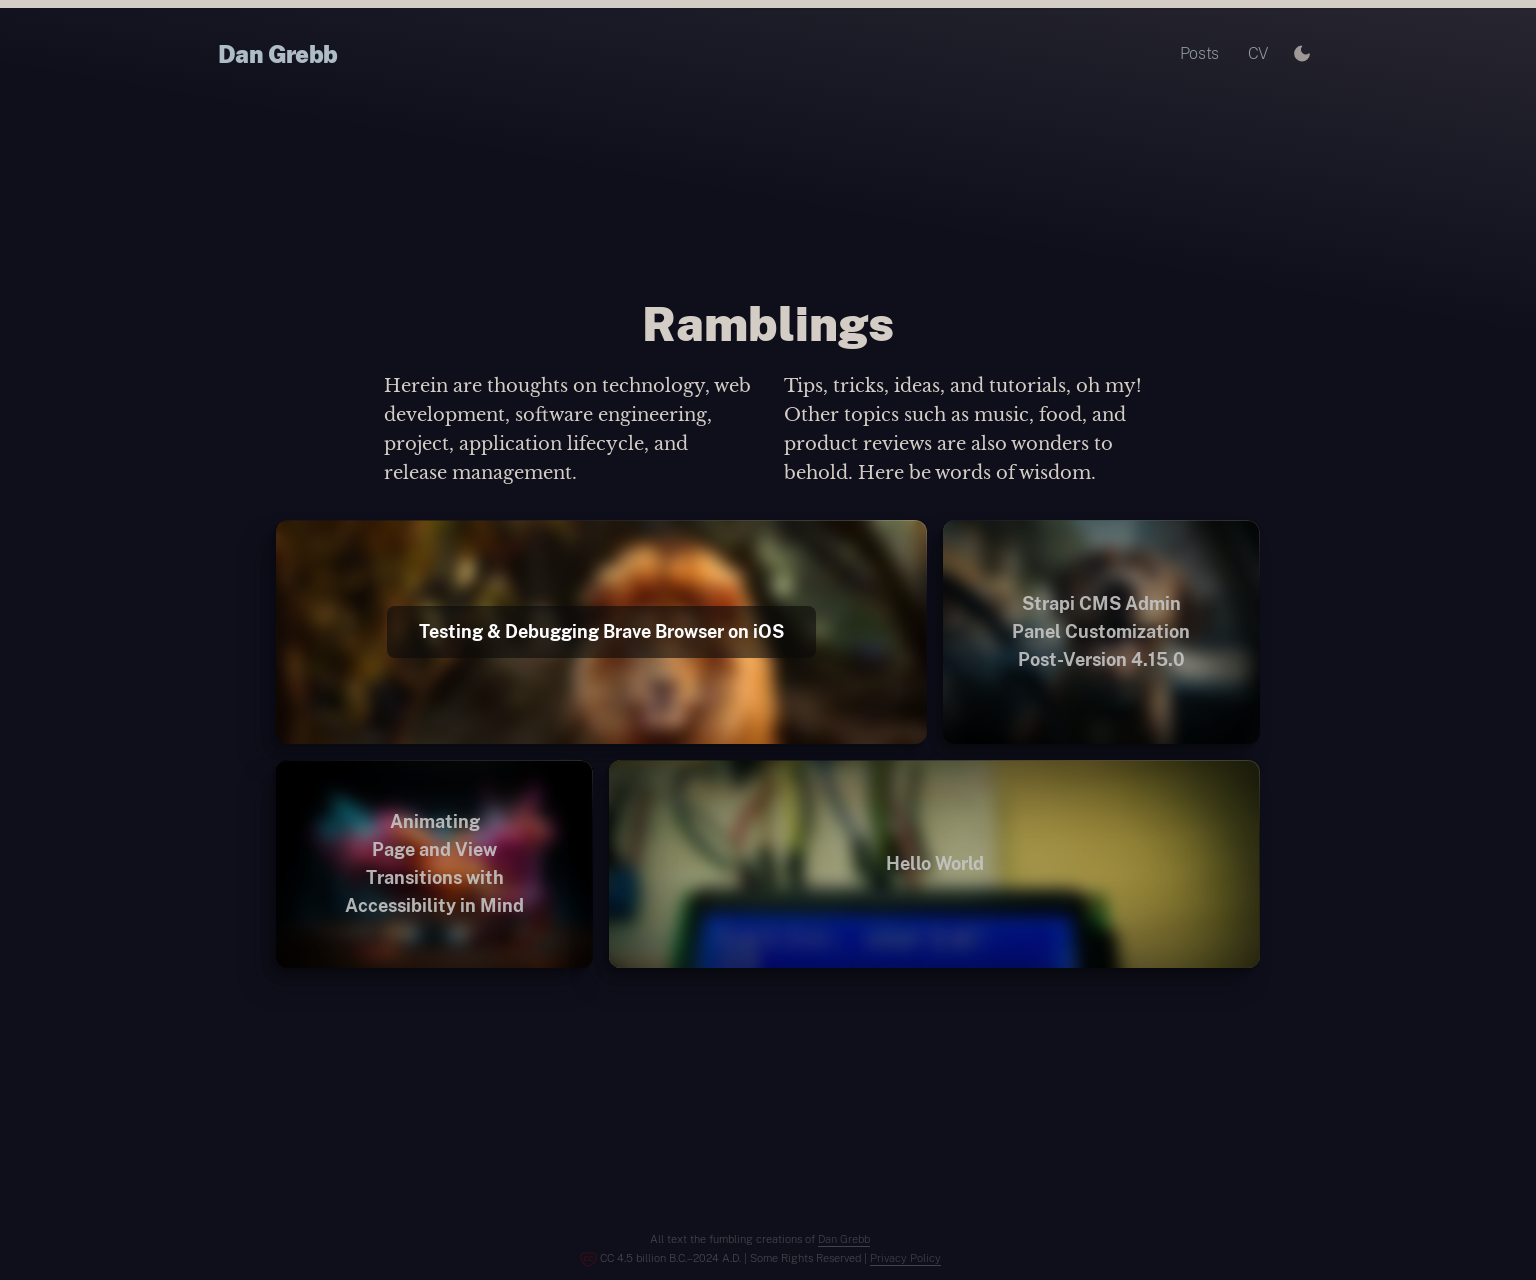 Dan Grebb
Posts
CV
Ramblings
Herein are thoughts on technology, web
development, software engineering,
project, application lifecycle, and
release management.
Tips, tricks, ideas, and tutorials, oh my!
Other topics such as music, food, and
product reviews are also wonders to
behold. Here be words of wisdom.
Testing & Debugging Brave Browser on iOS
Strapi CMS Admin
Panel Customization
Post-Version 4.15.0
Animating
Page and View
Transitions with
Accessibility in Mind
Hello World
All text the fumbling creations of Dan Grebb
CC 4.5 billion B.C.–2024 A.D. | Some Rights Reserved | Privacy Policy